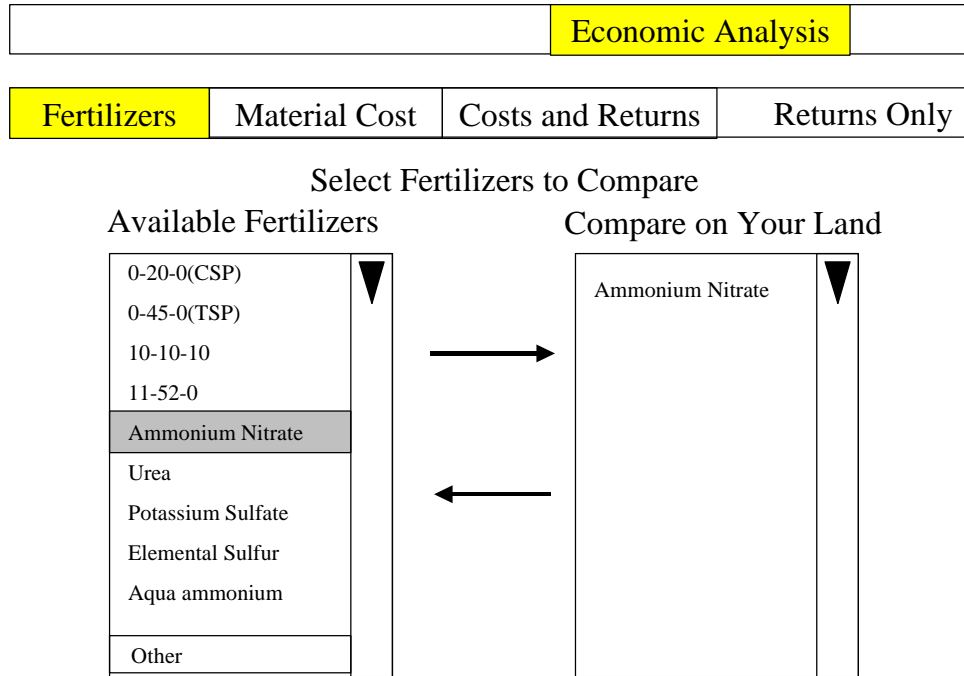 Economic Analysis
Fertilizers Material Cost Costs and Returns Returns Only
Select Fertilizers to Compare
Available Fertilizers Compare on Your Land
0-20-0(CSP)
Ammonium Nitrate
0-45-0(TSP)
10-10-10
11-52-0
Ammonium Nitrate
Urea
Potassium Sulfate
Elemental Sulfur
Aqua ammonium
Other